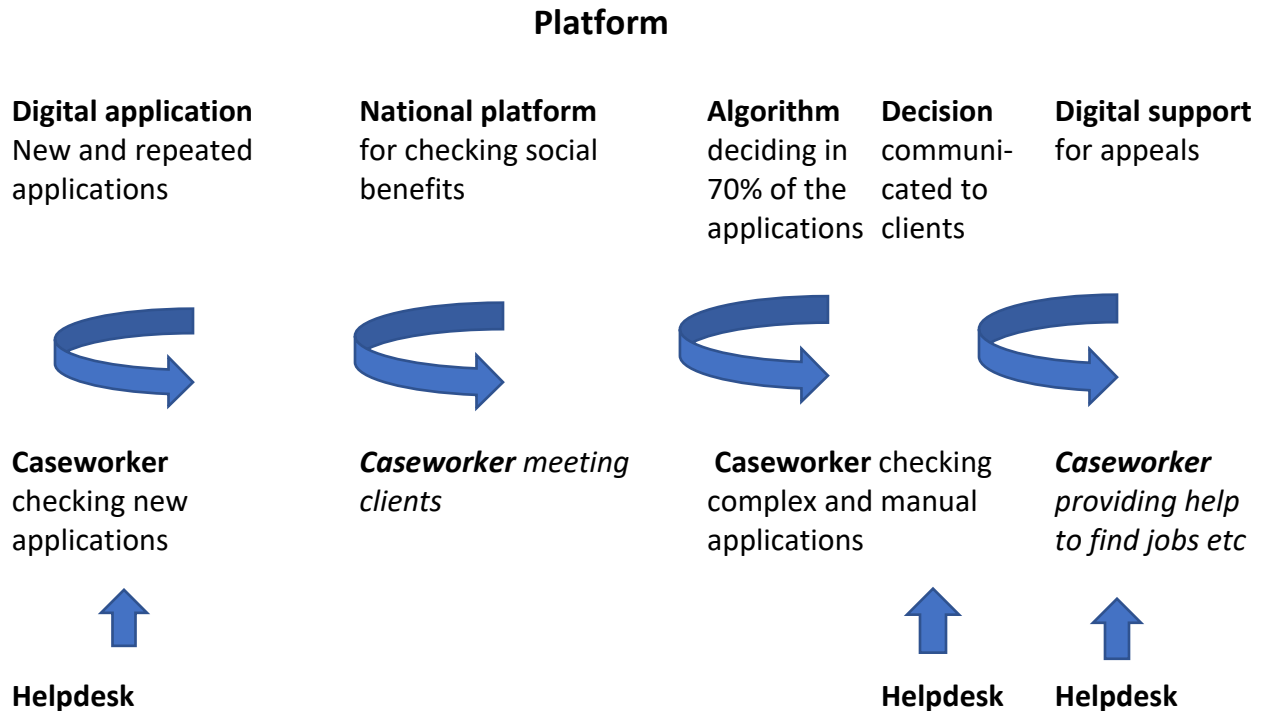 Platform
Digital application
New and repeated
applications
National platform
for checking social
benefits
Algorithm
deciding in
70% of the
applications
Decision
communi-
cated to
clients
Digital support
for appeals
Caseworker
checking new
applications
Caseworker meeting
clients
Caseworker checking
complex and manual
applications
Caseworker
providing help
to find jobs etc
Helpdesk
Helpdesk
Helpdesk